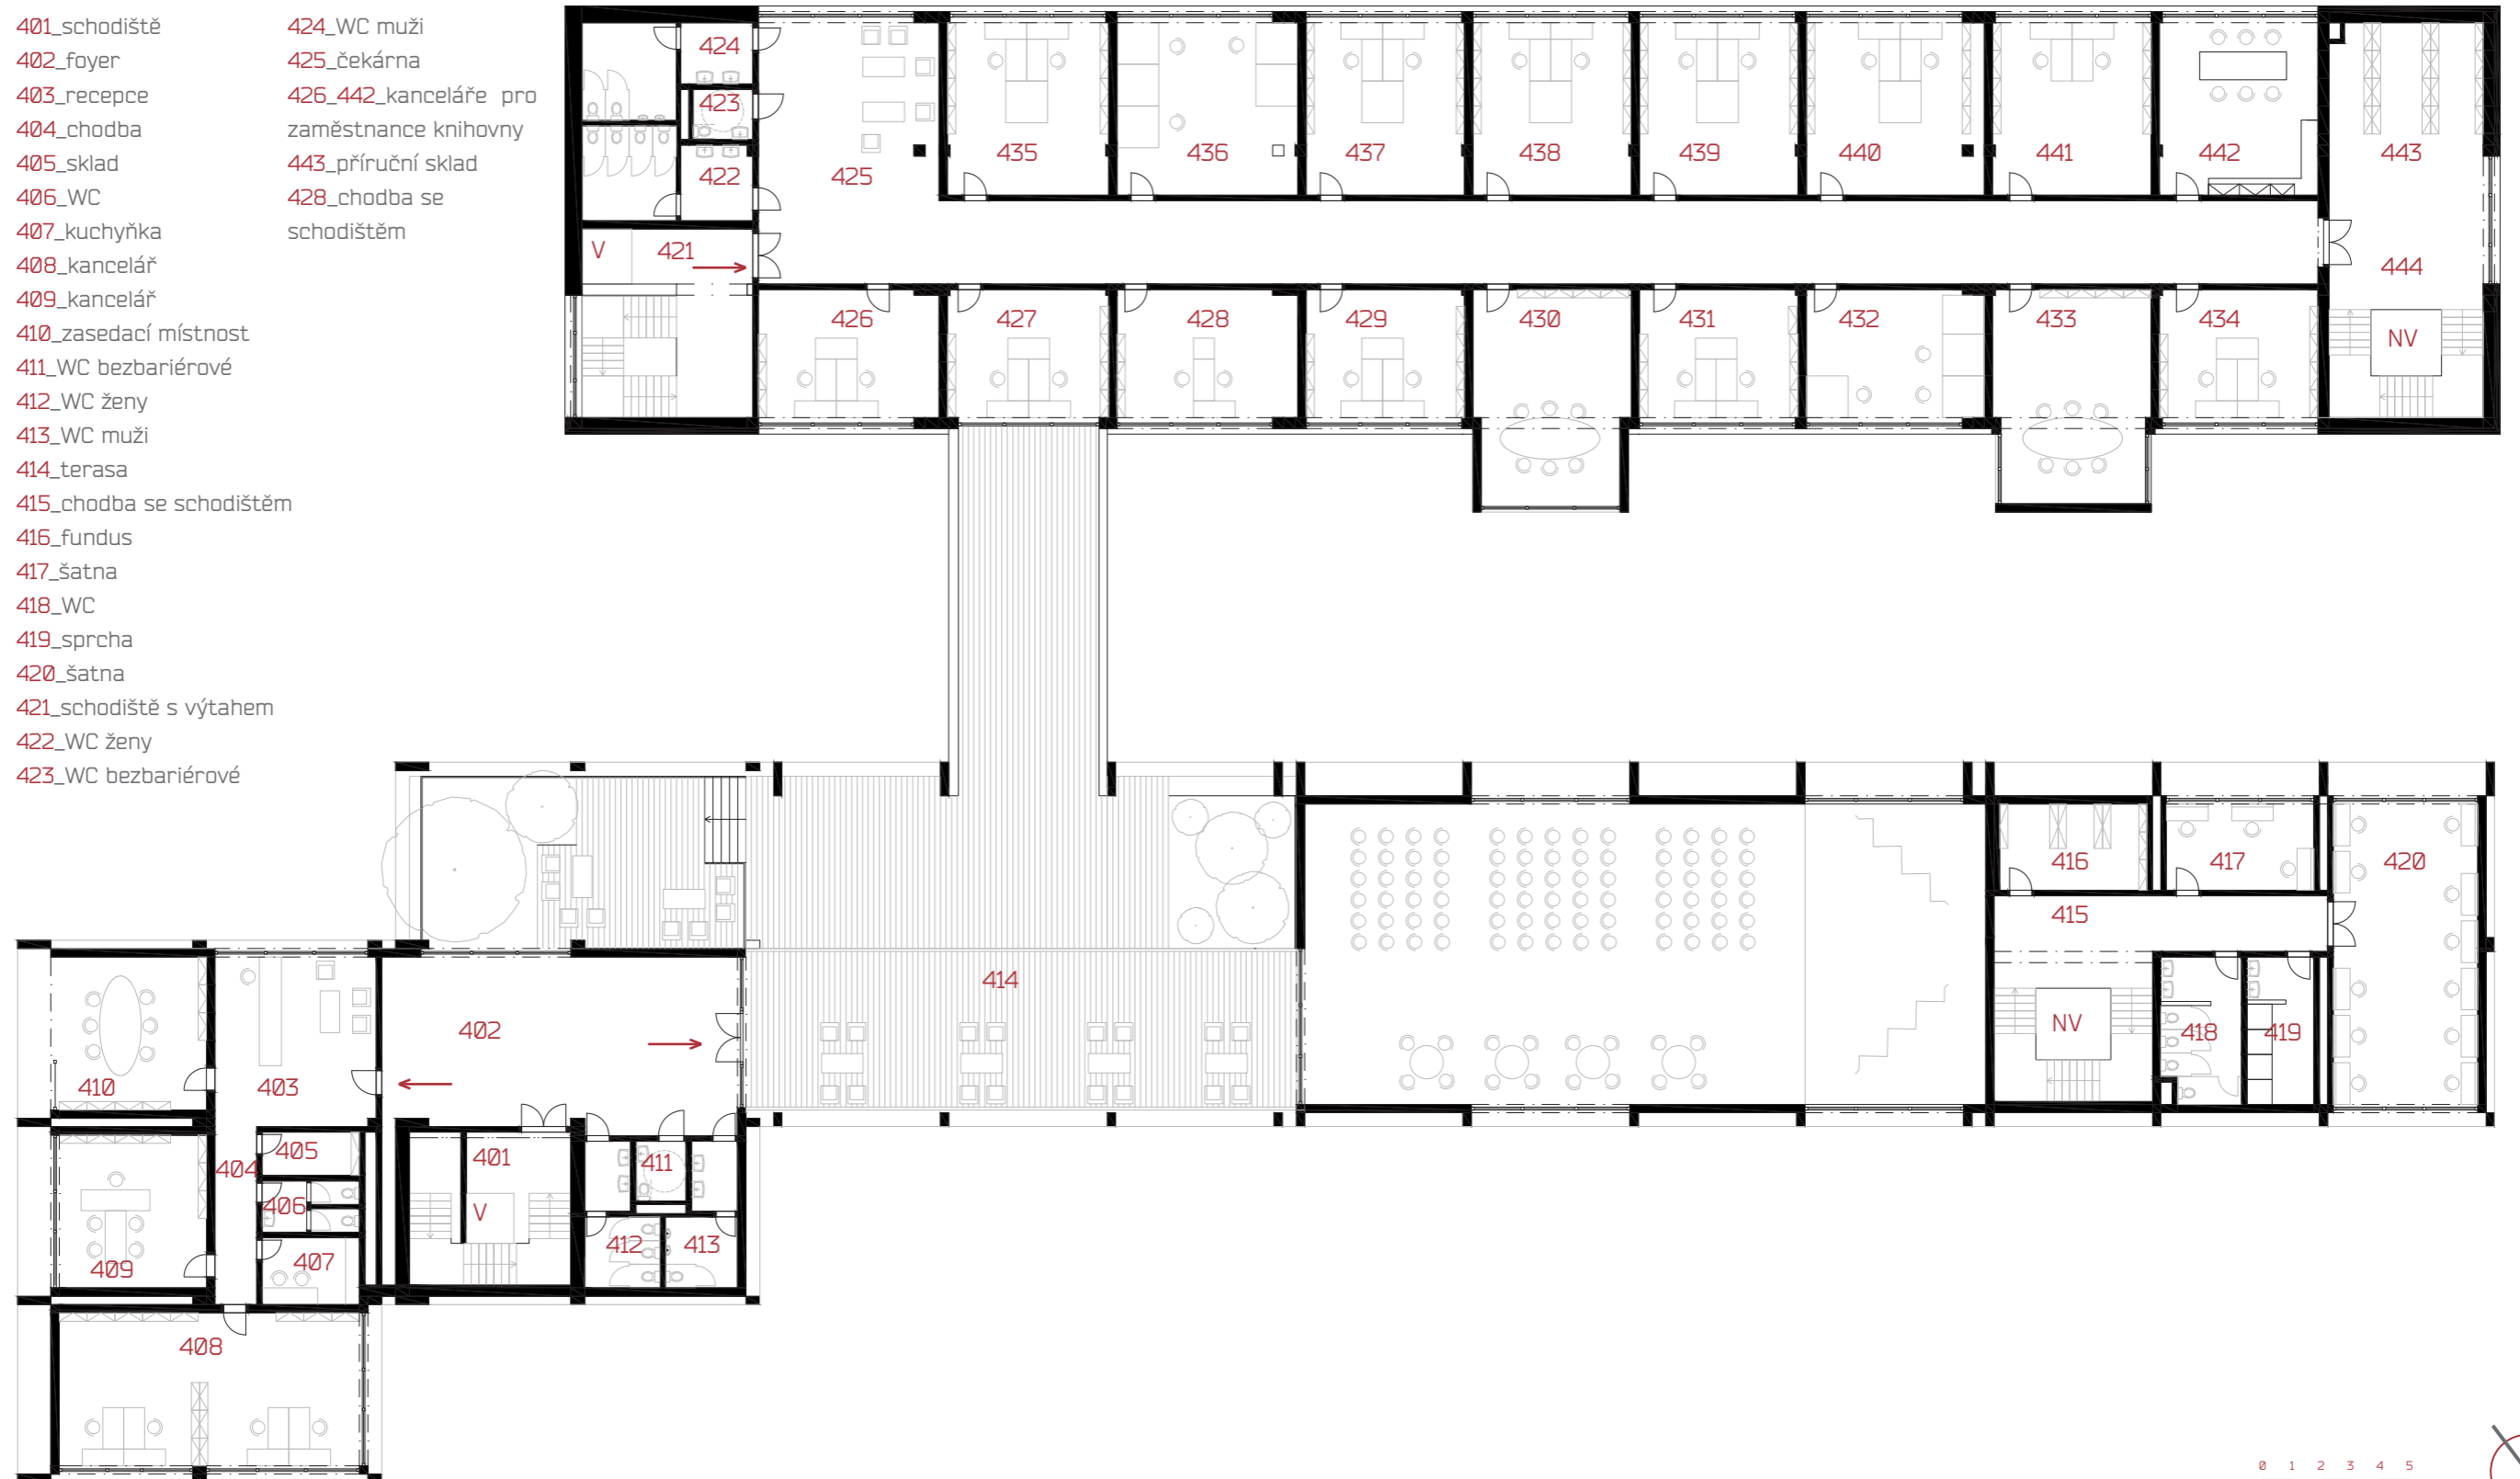 401_schodiště
402_foyer
403_recepce
404_chodba
405_sklad
406_WC
407_kuchyňka
408_kancelář
409_kancelář
410_zasedací místnost
411_WC bezbariérové
412_WC ženy
413_WC muži
414_terasa
415_chodba se schodištěm
416_fundus
417_šatna
418_WC
419_sprcha
420_šatna
421_schodiště s výtahem
422_WC ženy
423_WC bezbariérové
424_WC muži
425_čekárna
426_442_kanceláře pro
zaměstnance knihovny
443_příruční sklad
428_chodba se
schodištěm
424
423
422
V
421
425
435
436
437
438
439
440
441
442
443
444
426
427
428
429
430
431
432
433
434
NV
416
417
420
415
414
402
NV
418
419
410
403
405
404
401
411
406
V
412
413
407
409
408
0 1 2 3 4 5